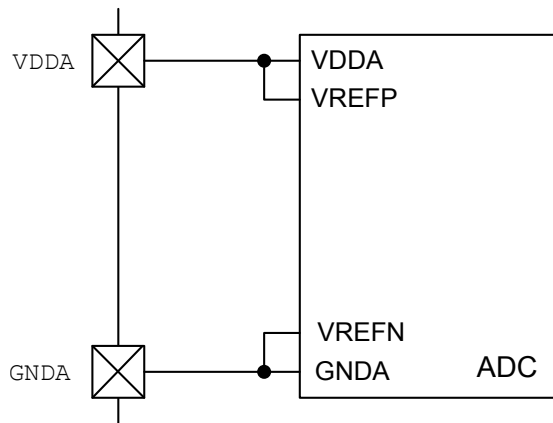 VDDA
VDDA
VREFP
VREFN
GNDA
GNDA
ADC